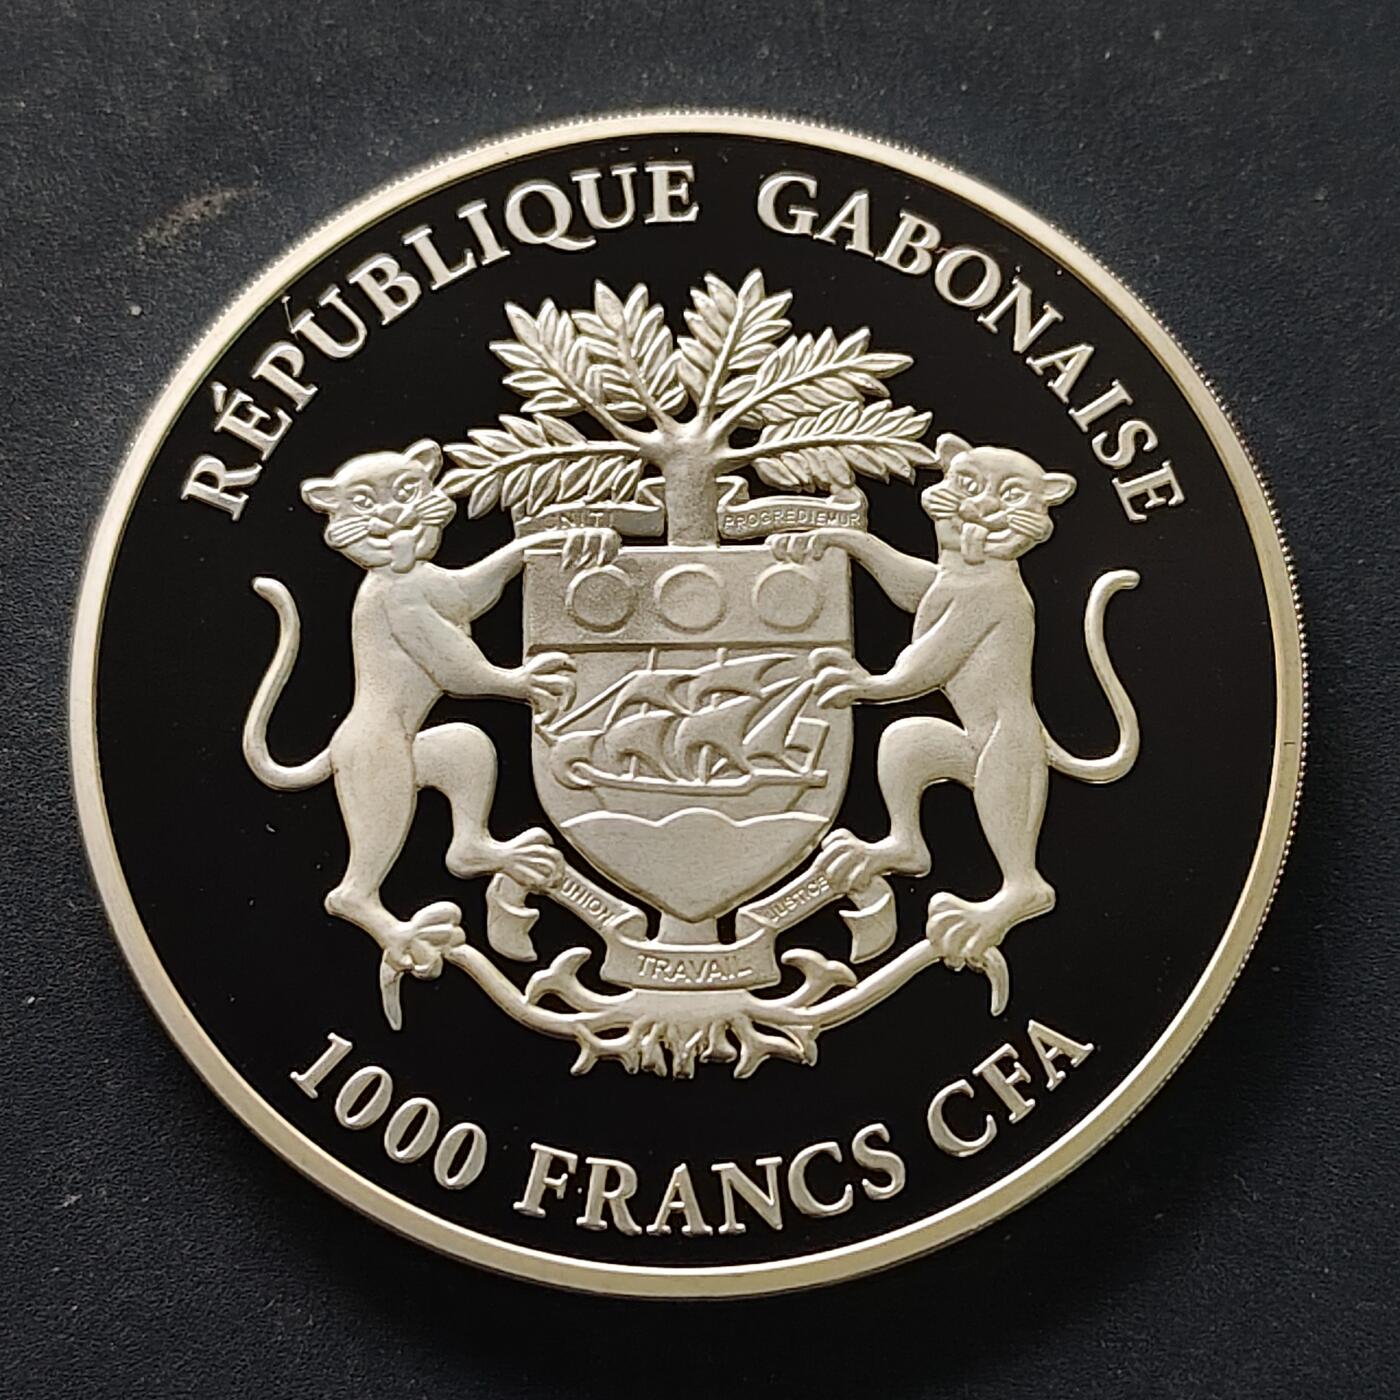 RÉPUBLIQUE GABONAISE
UNITI PROGREDIEMUR
UNION TRAVAIL JUSTICE
1000 FRANCS CFA